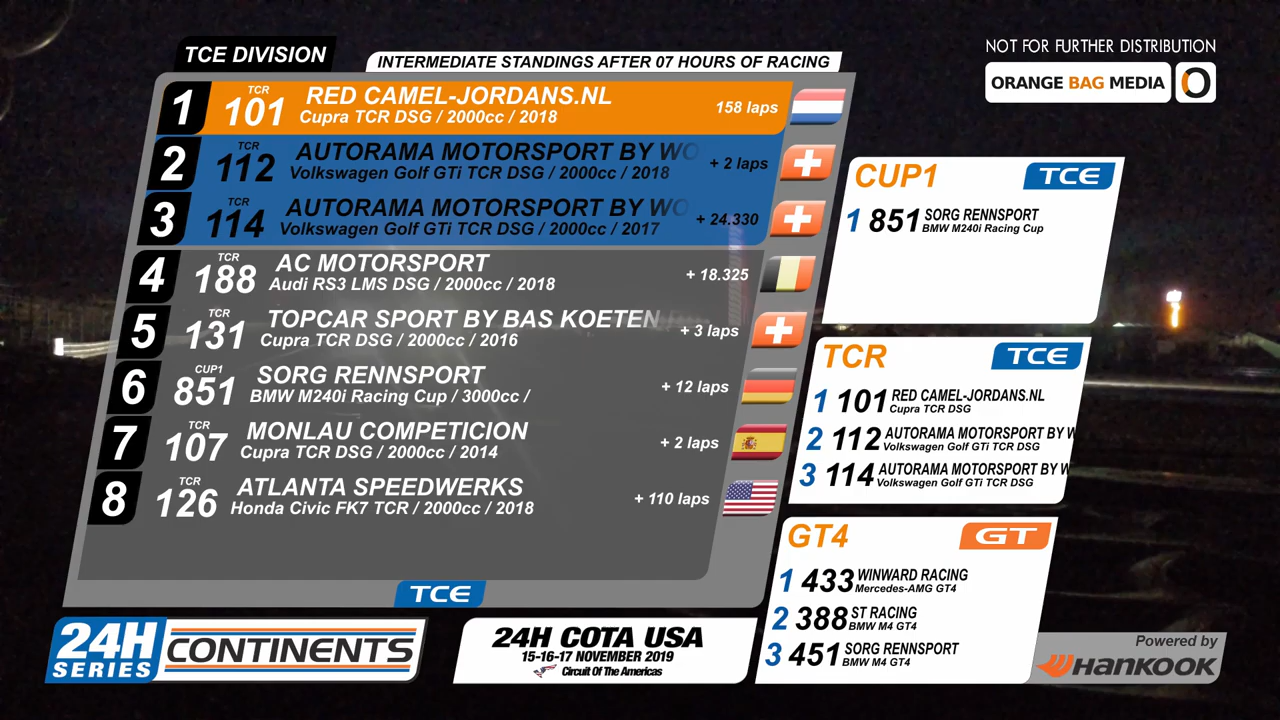 TCE DIVISION
INTERMEDIATE STANDINGS AFTER 07 HOURS OF RACING
NOT FOR FURTHER DISTRIBUTION
ORANGE BAG MEDIA
1 TCR 101 RED CAMEL-JORDANS.NL 158 laps
Cupra TCR DSG / 2000cc / 2018
2 TCR 112 AUTORAMA MOTORSPORT BY WO + 2 laps
Volkswagen Golf GTi TCR DSG / 2000cc / 2018
3 TCR 114 AUTORAMA MOTORSPORT BY WO + 24.330
Volkswagen Golf GTi TCR DSG / 2000cc / 2017
4 TCR 188 AC MOTORSPORT + 18.325
Audi RS3 LMS DSG / 2000cc / 2018
5 TCR 131 TOPCAR SPORT BY BAS KOETEN + 3 laps
Cupra TCR DSG / 2000cc / 2016
6 CUP1 851 SORG RENNSPORT + 12 laps
BMW M240i Racing Cup / 3000cc /
7 TCR 107 MONLAU COMPETICION + 2 laps
Cupra TCR DSG / 2000cc / 2014
8 TCR 126 ATLANTA SPEEDWERKS + 110 laps
Honda Civic FK7 TCR / 2000cc / 2018
TCE
CUP1 TCE
1 851 SORG RENNSPORT
BMW M240i Racing Cup
TCR TCE
1 101 RED CAMEL-JORDANS.NL
Cupra TCR DSG
2 112 AUTORAMA MOTORSPORT BY W
Volkswagen Golf GTi TCR DSG
3 114 AUTORAMA MOTORSPORT BY W
Volkswagen Golf GTi TCR DSG
GT4 GT
1 433 WINWARD RACING
Mercedes-AMG GT4
2 388 ST RACING
BMW M4 GT4
3 451 SORG RENNSPORT
BMW M4 GT4
24H SERIES CONTINENTS
24H COTA USA
15-16-17 NOVEMBER 2019
Circuit Of The Americas
Powered by
HANKOOK